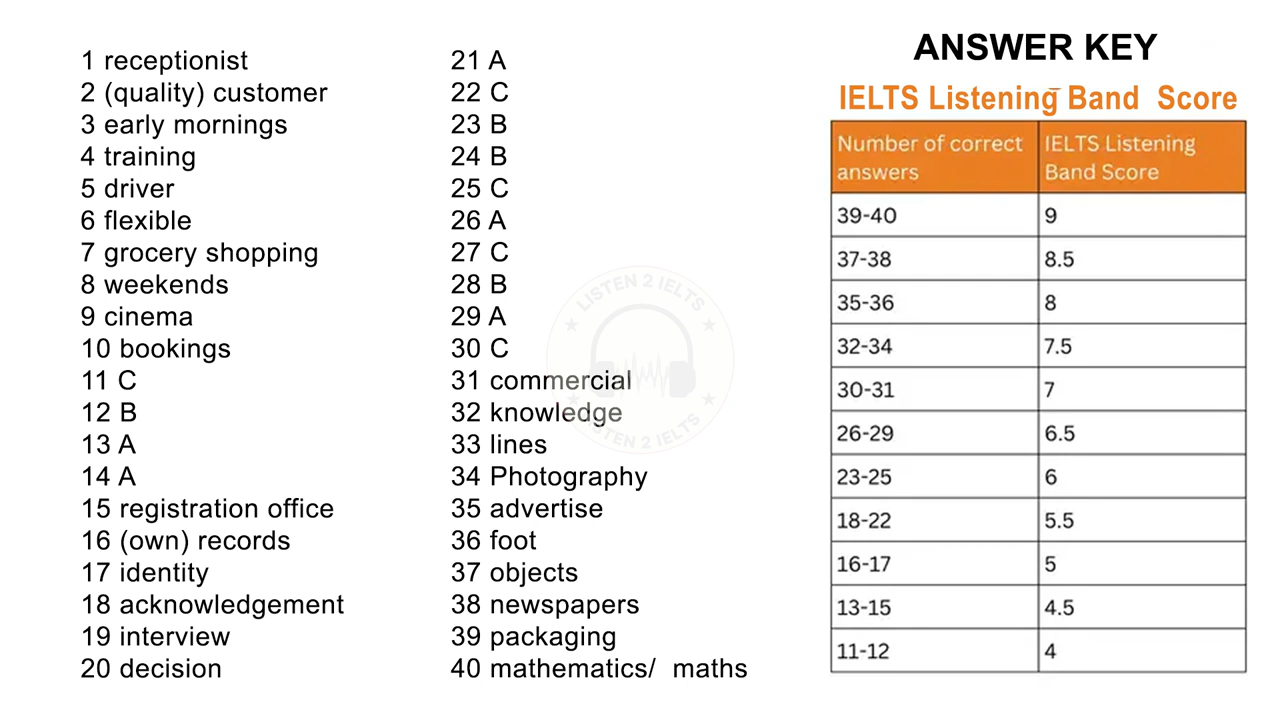 1 receptionist
2 (quality) customer
3 early mornings
4 training
5 driver
6 flexible
7 grocery shopping
8 weekends
9 cinema
10 bookings
11 C
12 B
13 A
14 A
15 registration office
16 (own) records
17 identity
18 acknowledgement
19 interview
20 decision
21 A
22 C
23 B
24 B
25 C
26 A
27 C
28 B
29 A
30 C
31 commercial
32 knowledge
33 lines
34 Photography
35 advertise
36 foot
37 objects
38 newspapers
39 packaging
40 mathematics/ maths
LISTEN 2 IELTS
LISTEN 2 IELTS
ANSWER KEY
IELTS Listening Band Score
Number of correct answers | IELTS Listening Band Score
39-40 9
37-38 8.5
35-36 8
32-34 7.5
30-31 7
26-29 6.5
23-25 6
18-22 5.5
16-17 5
13-15 4.5
11-12 4